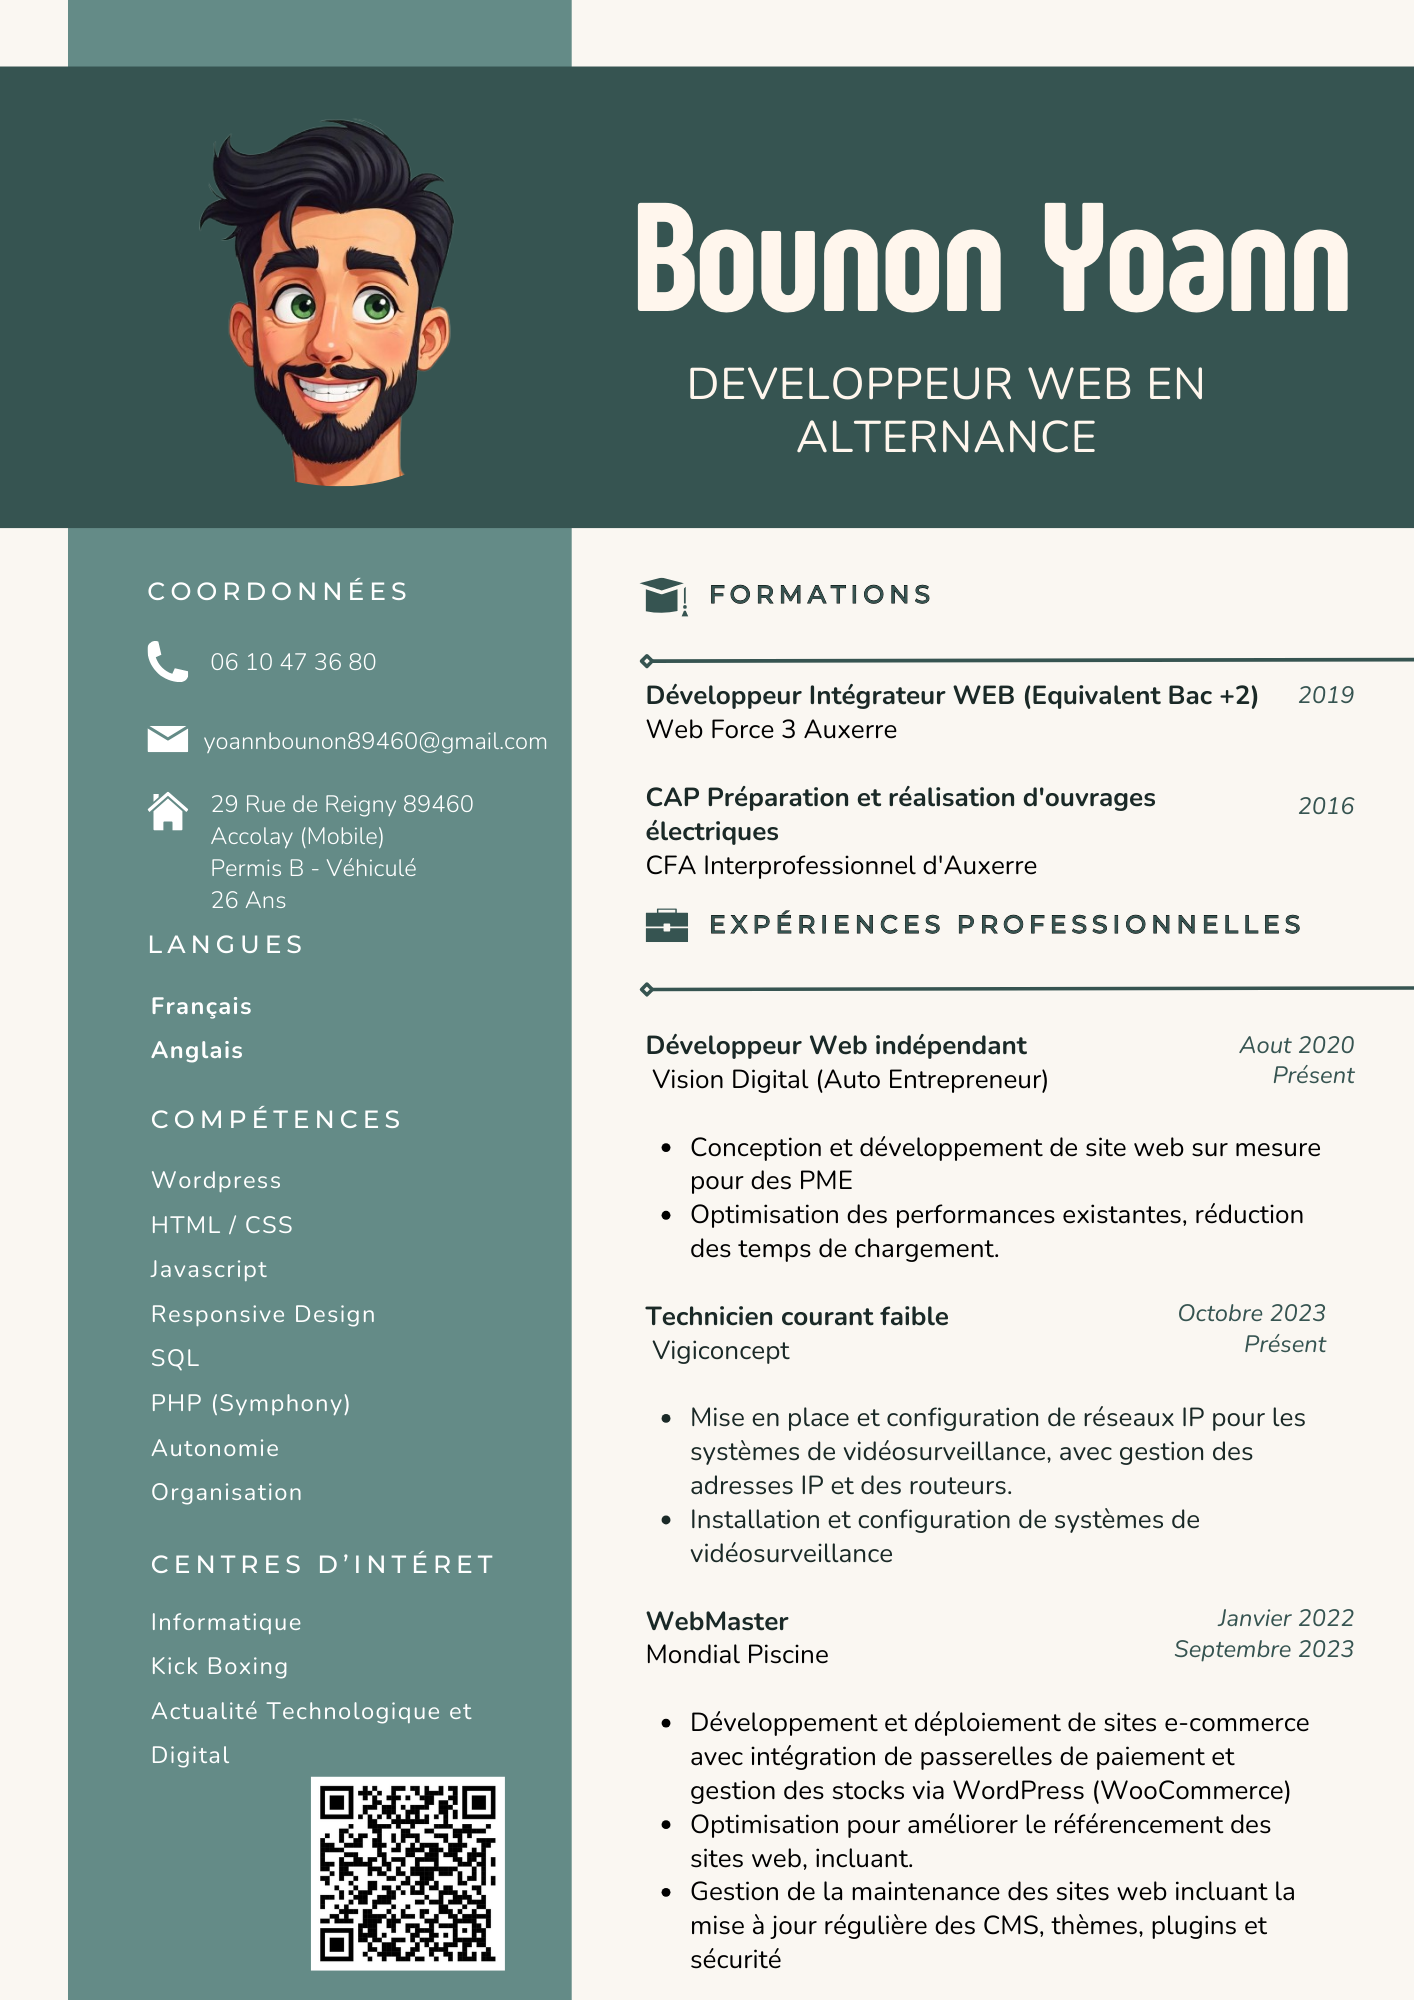 Bounon Yoann
DEVELOPPEUR WEB EN
ALTERNANCE
COORDONNÉES
06 10 47 36 80
yoannbounon89460@gmail.com
29 Rue de Reigny 89460
Accolay (Mobile)
Permis B - Véhiculé
26 Ans
LANGUES
Français
Anglais
COMPÉTENCES
Wordpress
HTML / CSS
Javascript
Responsive Design
SQL
PHP (Symphony)
Autonomie
Organisation
CENTRES D’INTÉRET
Informatique
Kick Boxing
Actualité Technologique et
Digital
FORMATIONS
Développeur Intégrateur WEB (Equivalent Bac +2) 2019
Web Force 3 Auxerre
CAP Préparation et réalisation d'ouvrages
électriques
2016
CFA Interprofessionnel d'Auxerre
EXPÉRIENCES PROFESSIONNELLES
Développeur Web indépendant Aout 2020
Vision Digital (Auto Entrepreneur) Présent
• Conception et développement de site web sur mesure
pour des PME
• Optimisation des performances existantes, réduction
des temps de chargement.
Technicien courant faible Octobre 2023
Vigiconcept Présent
• Mise en place et configuration de réseaux IP pour les
systèmes de vidéosurveillance, avec gestion des
adresses IP et des routeurs.
• Installation et configuration de systèmes de
vidéosurveillance
WebMaster Janvier 2022
Mondial Piscine Septembre 2023
• Développement et déploiement de sites e-commerce
avec intégration de passerelles de paiement et
gestion des stocks via WordPress (WooCommerce)
• Optimisation pour améliorer le référencement des
sites web, incluant.
• Gestion de la maintenance des sites web incluant la
mise à jour régulière des CMS, thèmes, plugins et
sécurité